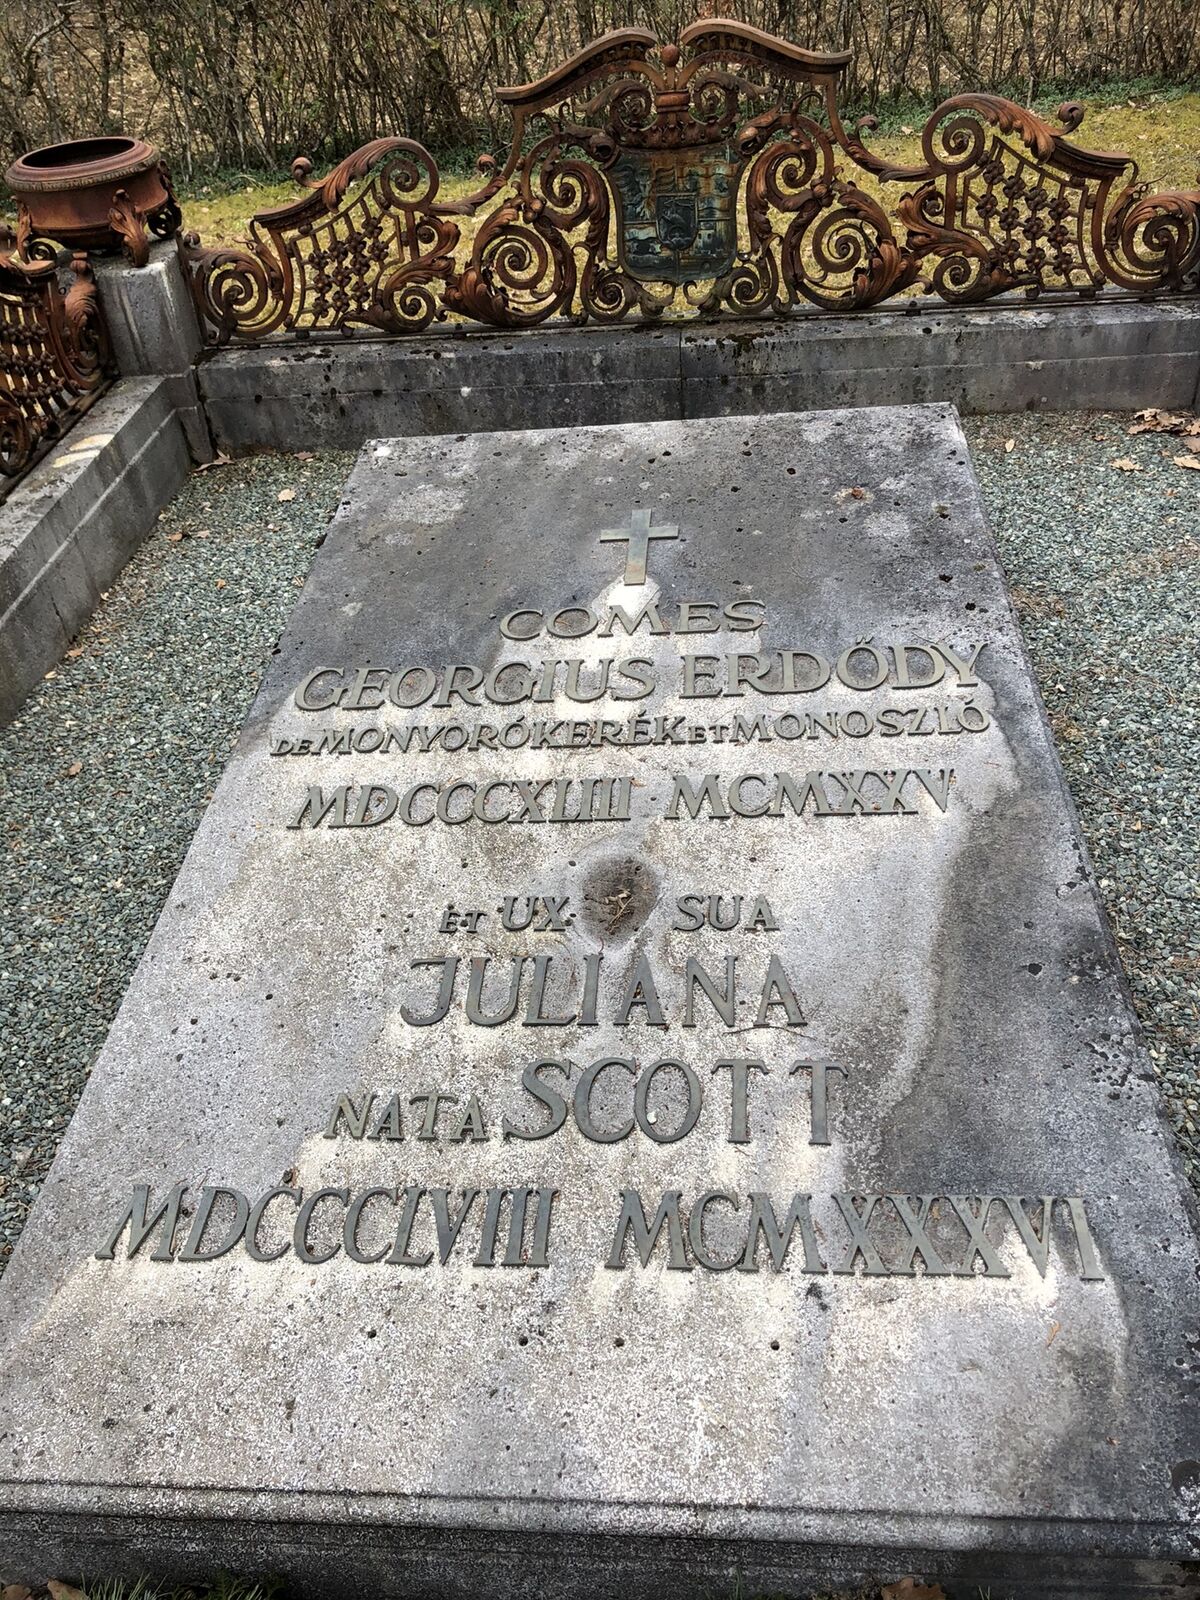 COMES
GEORGIUS ERDŐDY
DE MONYORÓKERÉK ET MONOSZLÓ
MDCCCXLIII MCMXXV
ET UX SUA
JULIANA
NATA SCOTT
MDCCCLVIII MCMXXXVI